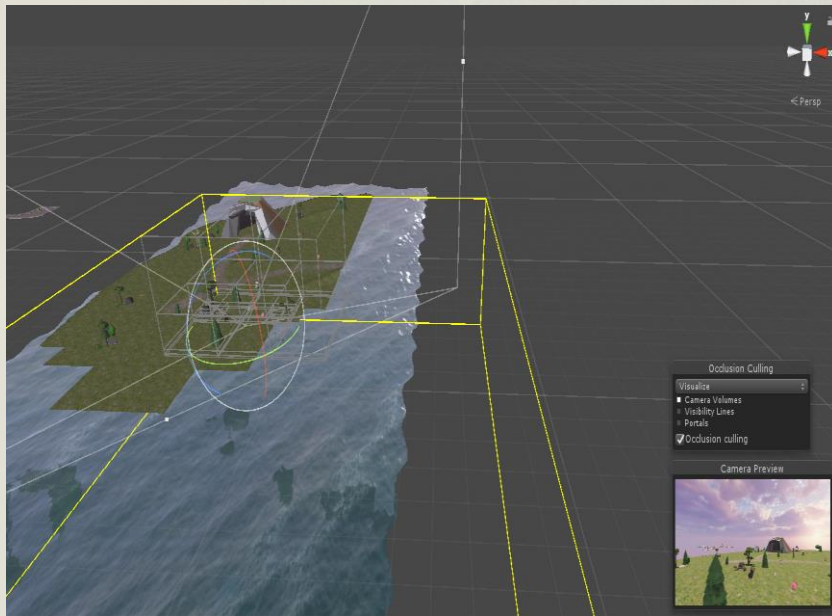 y
x
< Persp
Occlusion Culling
Visualize
Camera Volumes
Visibility Lines
Portals
Occlusion culling
Camera Preview